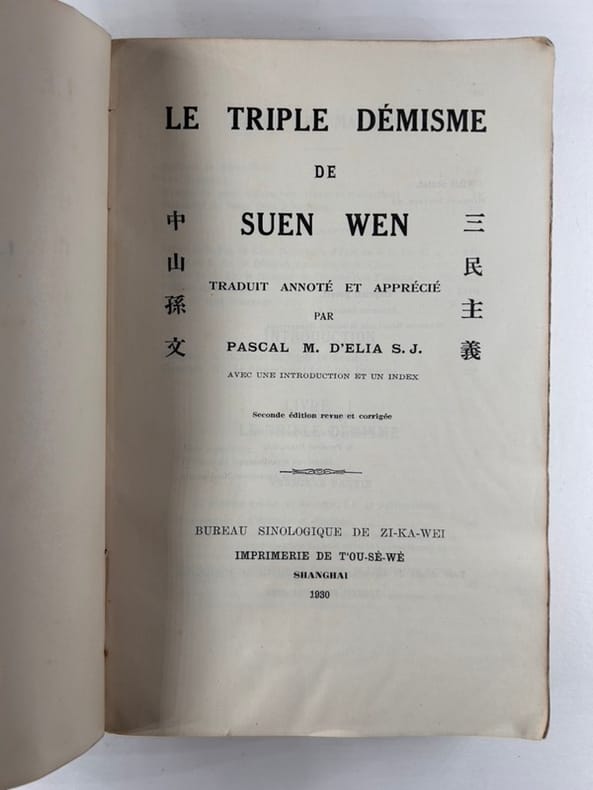 LE TRIPLE DÉMISME
DE
SUEN WEN
中山孫文
三民主義
TRADUIT ANNOTÉ ET APPRÉCIÉ
PAR
PASCAL M. D'ELIA S. J.
AVEC UNE INTRODUCTION ET UN INDEX
Seconde édition revue et corrigée
BUREAU SINOLOGIQUE DE ZI-KA-WEI
IMPRIMERIE DE T'OU-SÈ-WÈ
SHANGHAI
1930